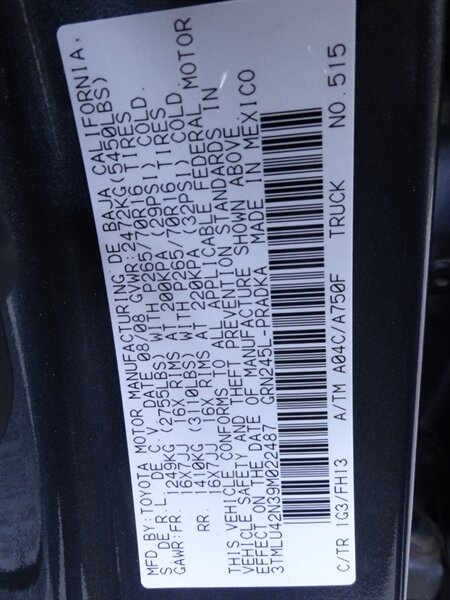 MFD.BY:TOYOTA MOTOR MANUFACTURING DE BAJA CALIFORNIA,
S. DE R.L. DE C.V. DATE 08/08 GVWR:2472KG(5450LBS)
GAWR:FR. 1249KG (2755LBS) WITH P265/70R16 TIRES
16X7JJ RIMS AT 200KPA (29PSI) COLD.
RR. 1410KG (3110LBS) WITH P265/70R16 TIRES
16X7JJ RIMS AT 220KPA (32PSI) COLD.
THIS VEHICLE CONFORMS TO ALL APPLICABLE FEDERAL MOTOR
VEHICLE SAFETY AND THEFT PREVENTION STANDARDS IN
EFFECT ON THE DATE OF MANUFACTURE SHOWN ABOVE.
3TMLU42N39M022487 GRN245L-PRADKA MADE IN MEXICO
C/TR 1G3/FH13 A/TM A04C/A750F TRUCK NO.515